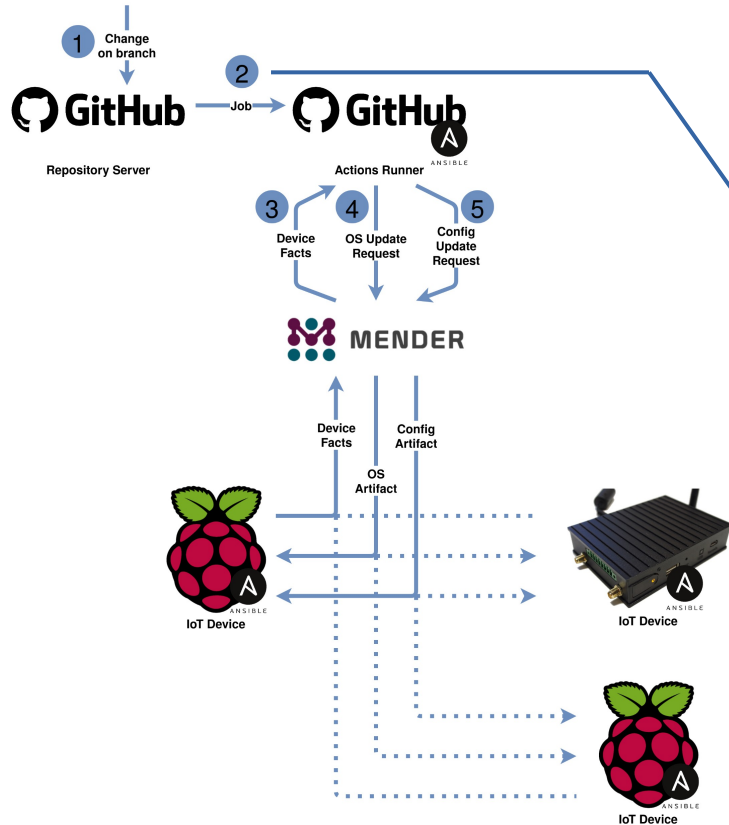 1
Change
on branch
2
GitHub
Job
GitHub
ANSIBLE
Repository Server
Actions Runner
3
4
5
Device
Facts
OS Update
Request
Config
Update
Request
MENDER
Device
Facts
Config
Artifact
OS
Artifact
ANSIBLE
IoT Device
ANSIBLE
IoT Device
ANSIBLE
IoT Device